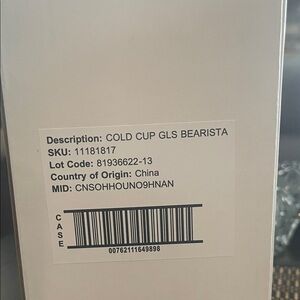 Description: COLD CUP GLS BEARISTA
SKU: 11181817
Lot Code: 81936622-13
Country of Origin: China
MID: CNSOHHOUNO9HNAN
CASE
00762111649898